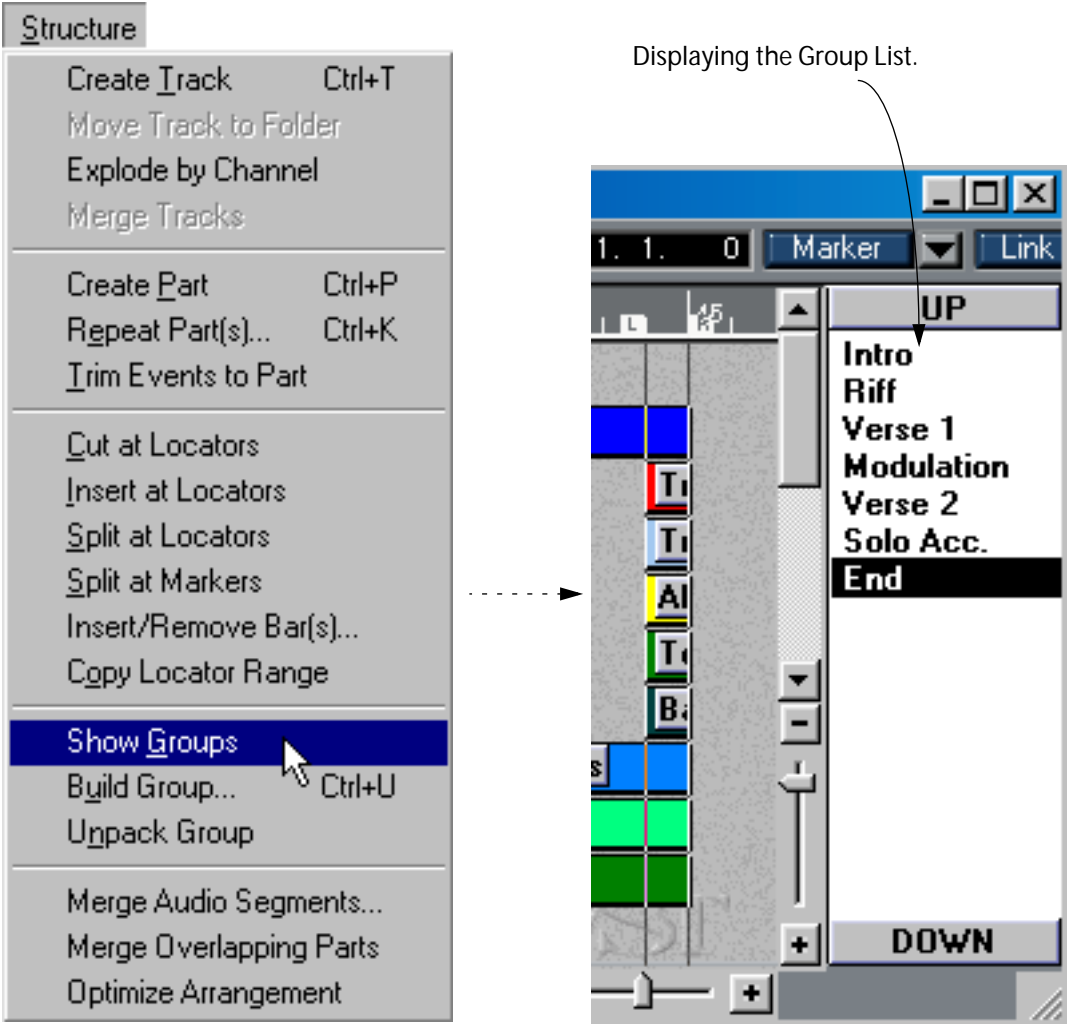 Structure
Create Track Ctrl+T
Move Track to Folder
Explode by Channel
Merge Tracks
Create Part Ctrl+P
Repeat Part(s)... Ctrl+K
Trim Events to Part
Cut at Locators
Insert at Locators
Split at Locators
Split at Markers
Insert/Remove Bar(s)...
Copy Locator Range
Show Groups
Build Group... Ctrl+U
Unpack Group
Merge Audio Segments...
Merge Overlapping Parts
Optimize Arrangement
Displaying the Group List.
1. 1. 0 Marker Link
L 45 R
UP
Intro
Riff
Verse 1
Modulation
Verse 2
Solo Acc.
End
DOWN
s